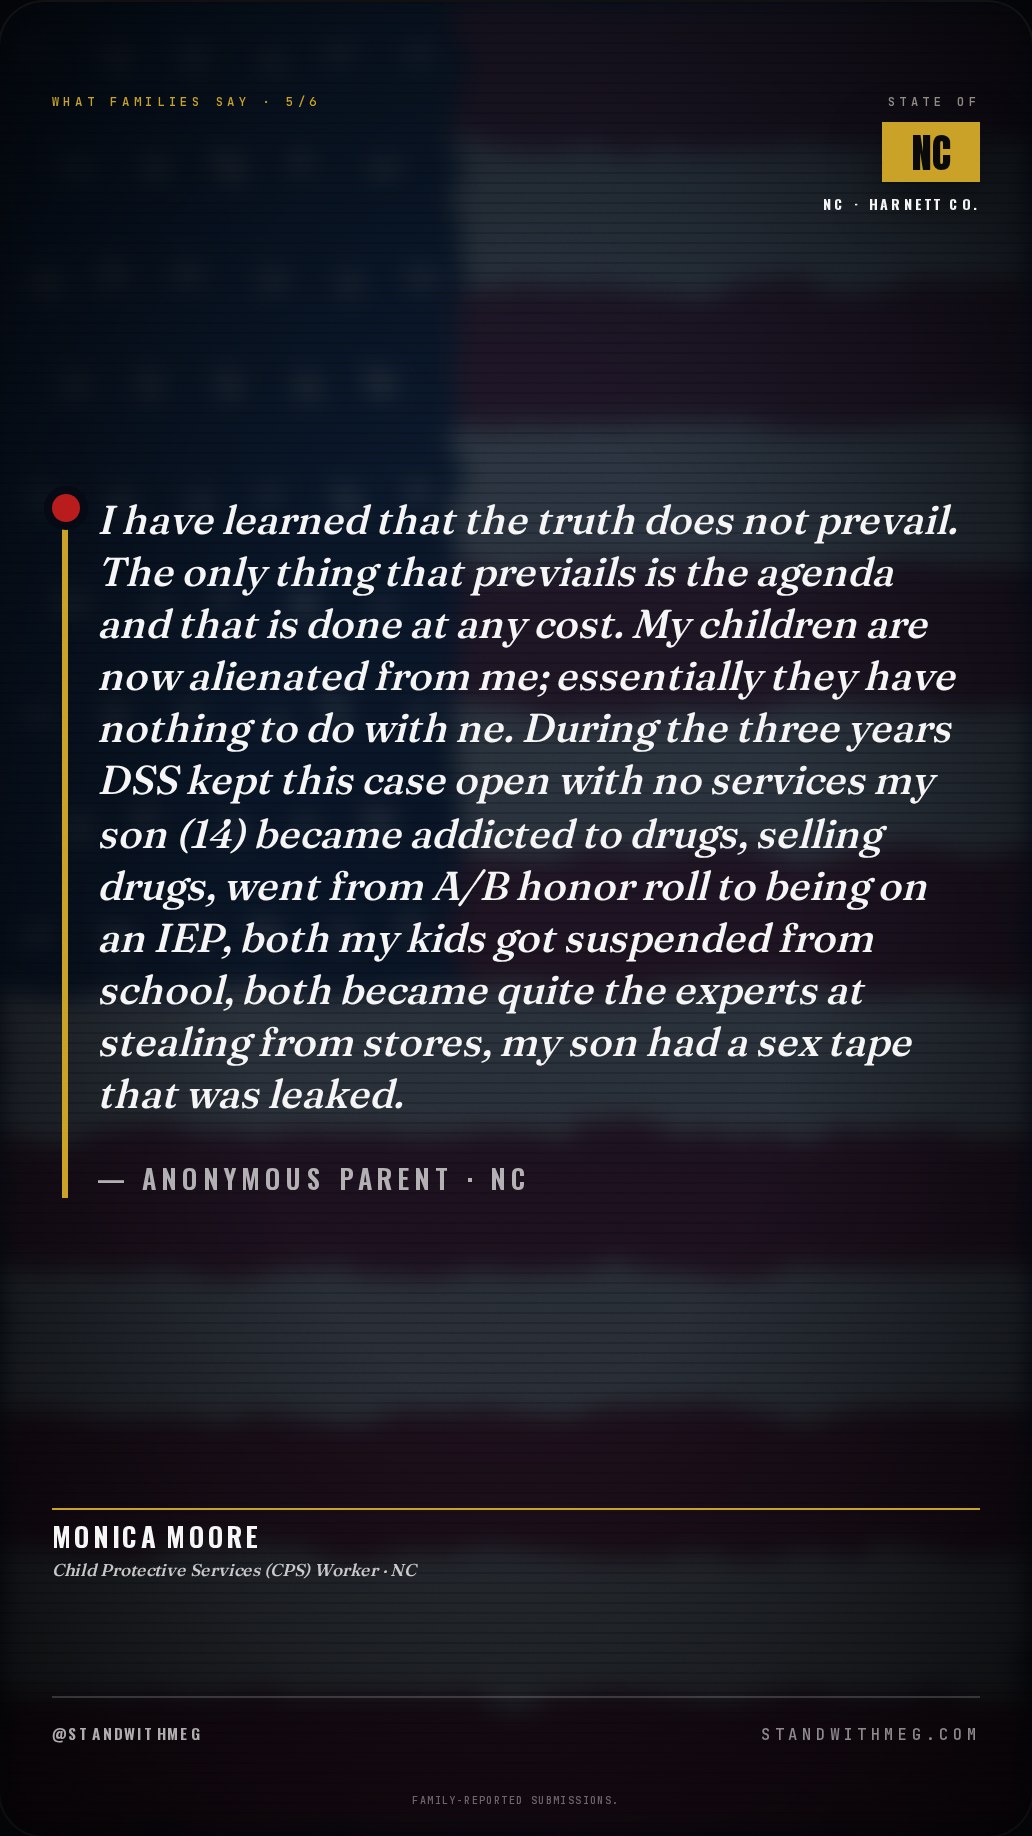 WHAT FAMILIES SAY · 5/6
STATE OF
NC
NC · HARNETT CO.
I have learned that the truth does not prevail.
The only thing that previails is the agenda
and that is done at any cost. My children are
now alienated from me; essentially they have
nothing to do with ne. During the three years
DSS kept this case open with no services my
son (14) became addicted to drugs, selling
drugs, went from A/B honor roll to being on
an IEP, both my kids got suspended from
school, both became quite the experts at
stealing from stores, my son had a sex tape
that was leaked.
— ANONYMOUS PARENT · NC
MONICA MOORE
Child Protective Services (CPS) Worker · NC
@STANDWITHMEG
STANDWITHMEG.COM
FAMILY-REPORTED SUBMISSIONS.